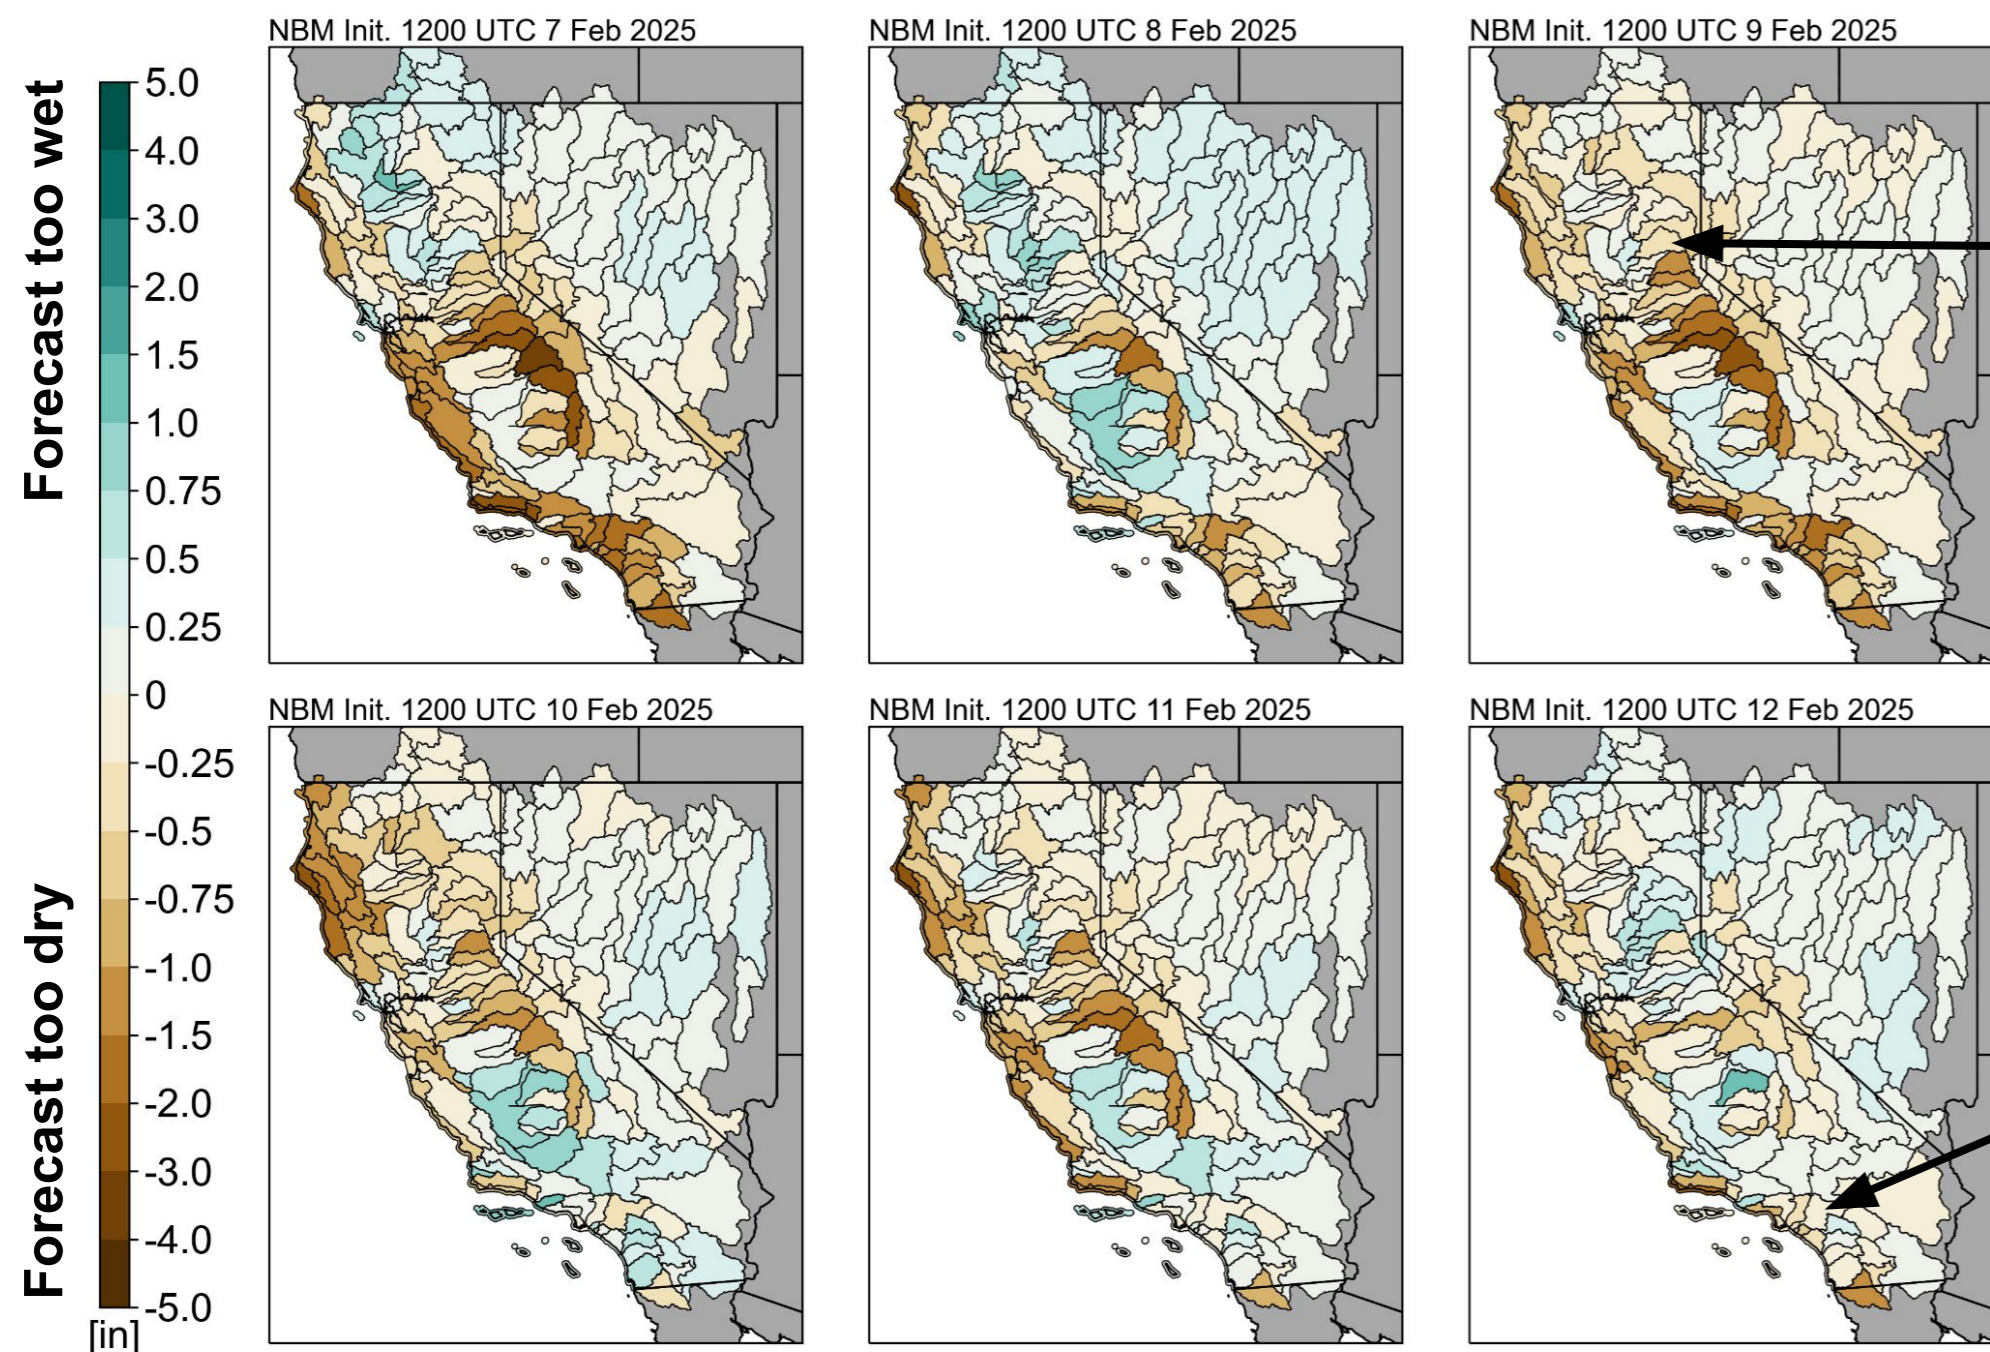 NBM Init. 1200 UTC 7 Feb 2025
NBM Init. 1200 UTC 8 Feb 2025
NBM Init. 1200 UTC 9 Feb 2025
Forecast too wet
Forecast too dry
5.0
4.0
3.0
2.0
1.5
1.0
0.75
0.5
0.25
0
-0.25
-0.5
-0.75
-1.0
-1.5
-2.0
-3.0
-4.0
-5.0
[in]
NBM Init. 1200 UTC 10 Feb 2025
NBM Init. 1200 UTC 11 Feb 2025
NBM Init. 1200 UTC 12 Feb 2025